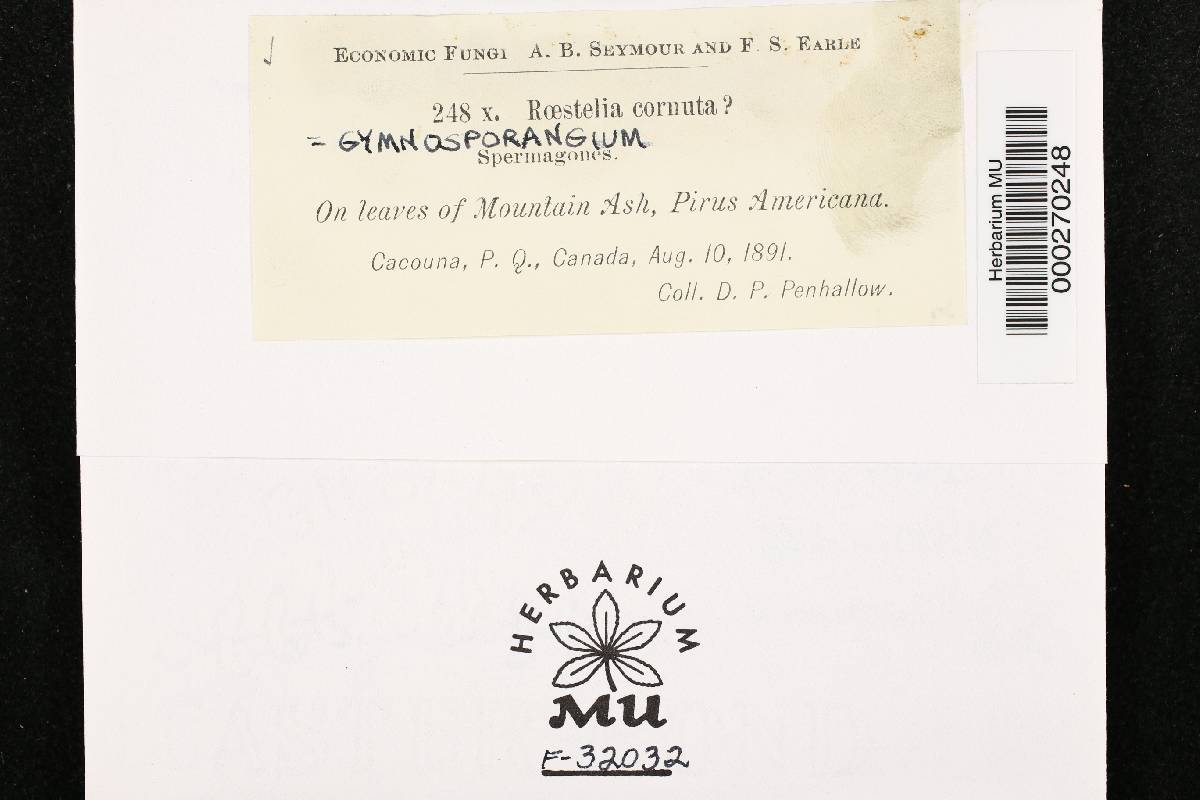 Economic Fungi A. B. Seymour and F. S. Earle
248 x. Rœstelia cornuta?
= GYMNOSPORANGIUM
Spermagones.
On leaves of Mountain Ash, Pirus Americana.
Cacouna, P. Q., Canada, Aug. 10, 1891.
Coll. D. P. Penhallow.
Herbarium MU
000270248
HERBARIUM
MU
F-32032